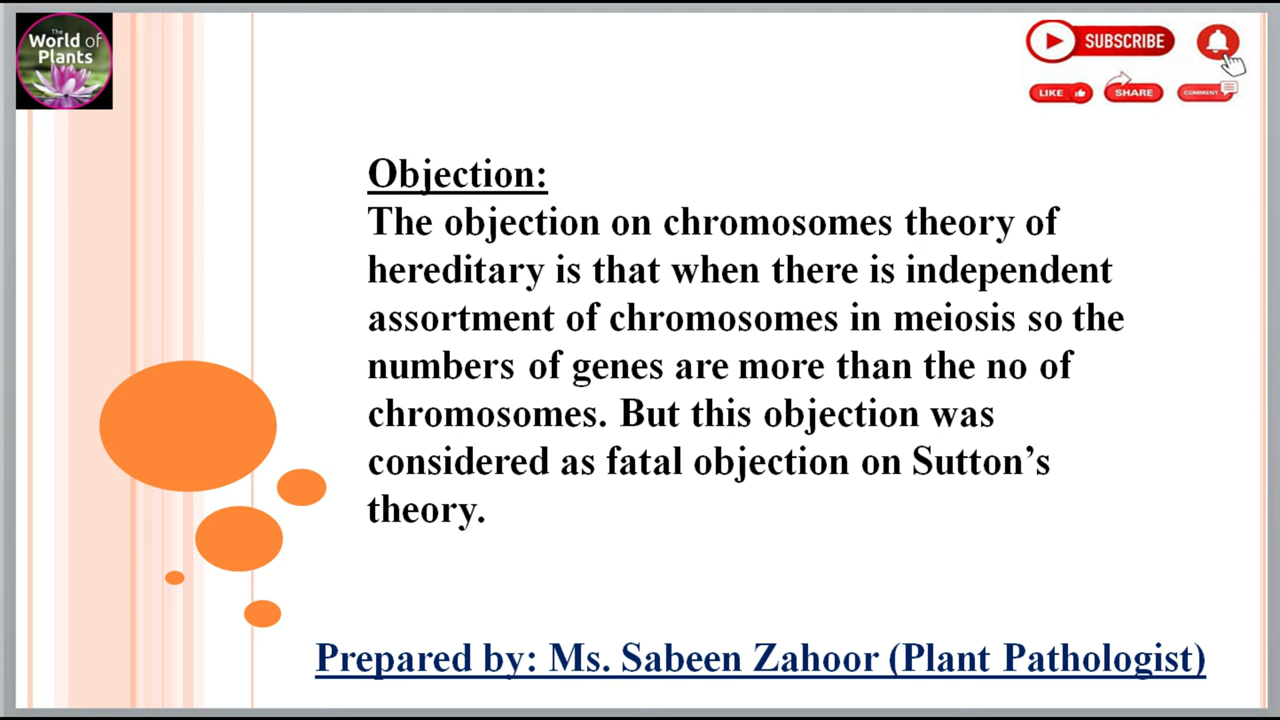 The
World of
Plants
SUBSCRIBE
LIKE
SHARE
COMMENT
Objection:
The objection on chromosomes theory of
hereditary is that when there is independent
assortment of chromosomes in meiosis so the
numbers of genes are more than the no of
chromosomes. But this objection was
considered as fatal objection on Sutton’s
theory.
Prepared by: Ms. Sabeen Zahoor (Plant Pathologist)